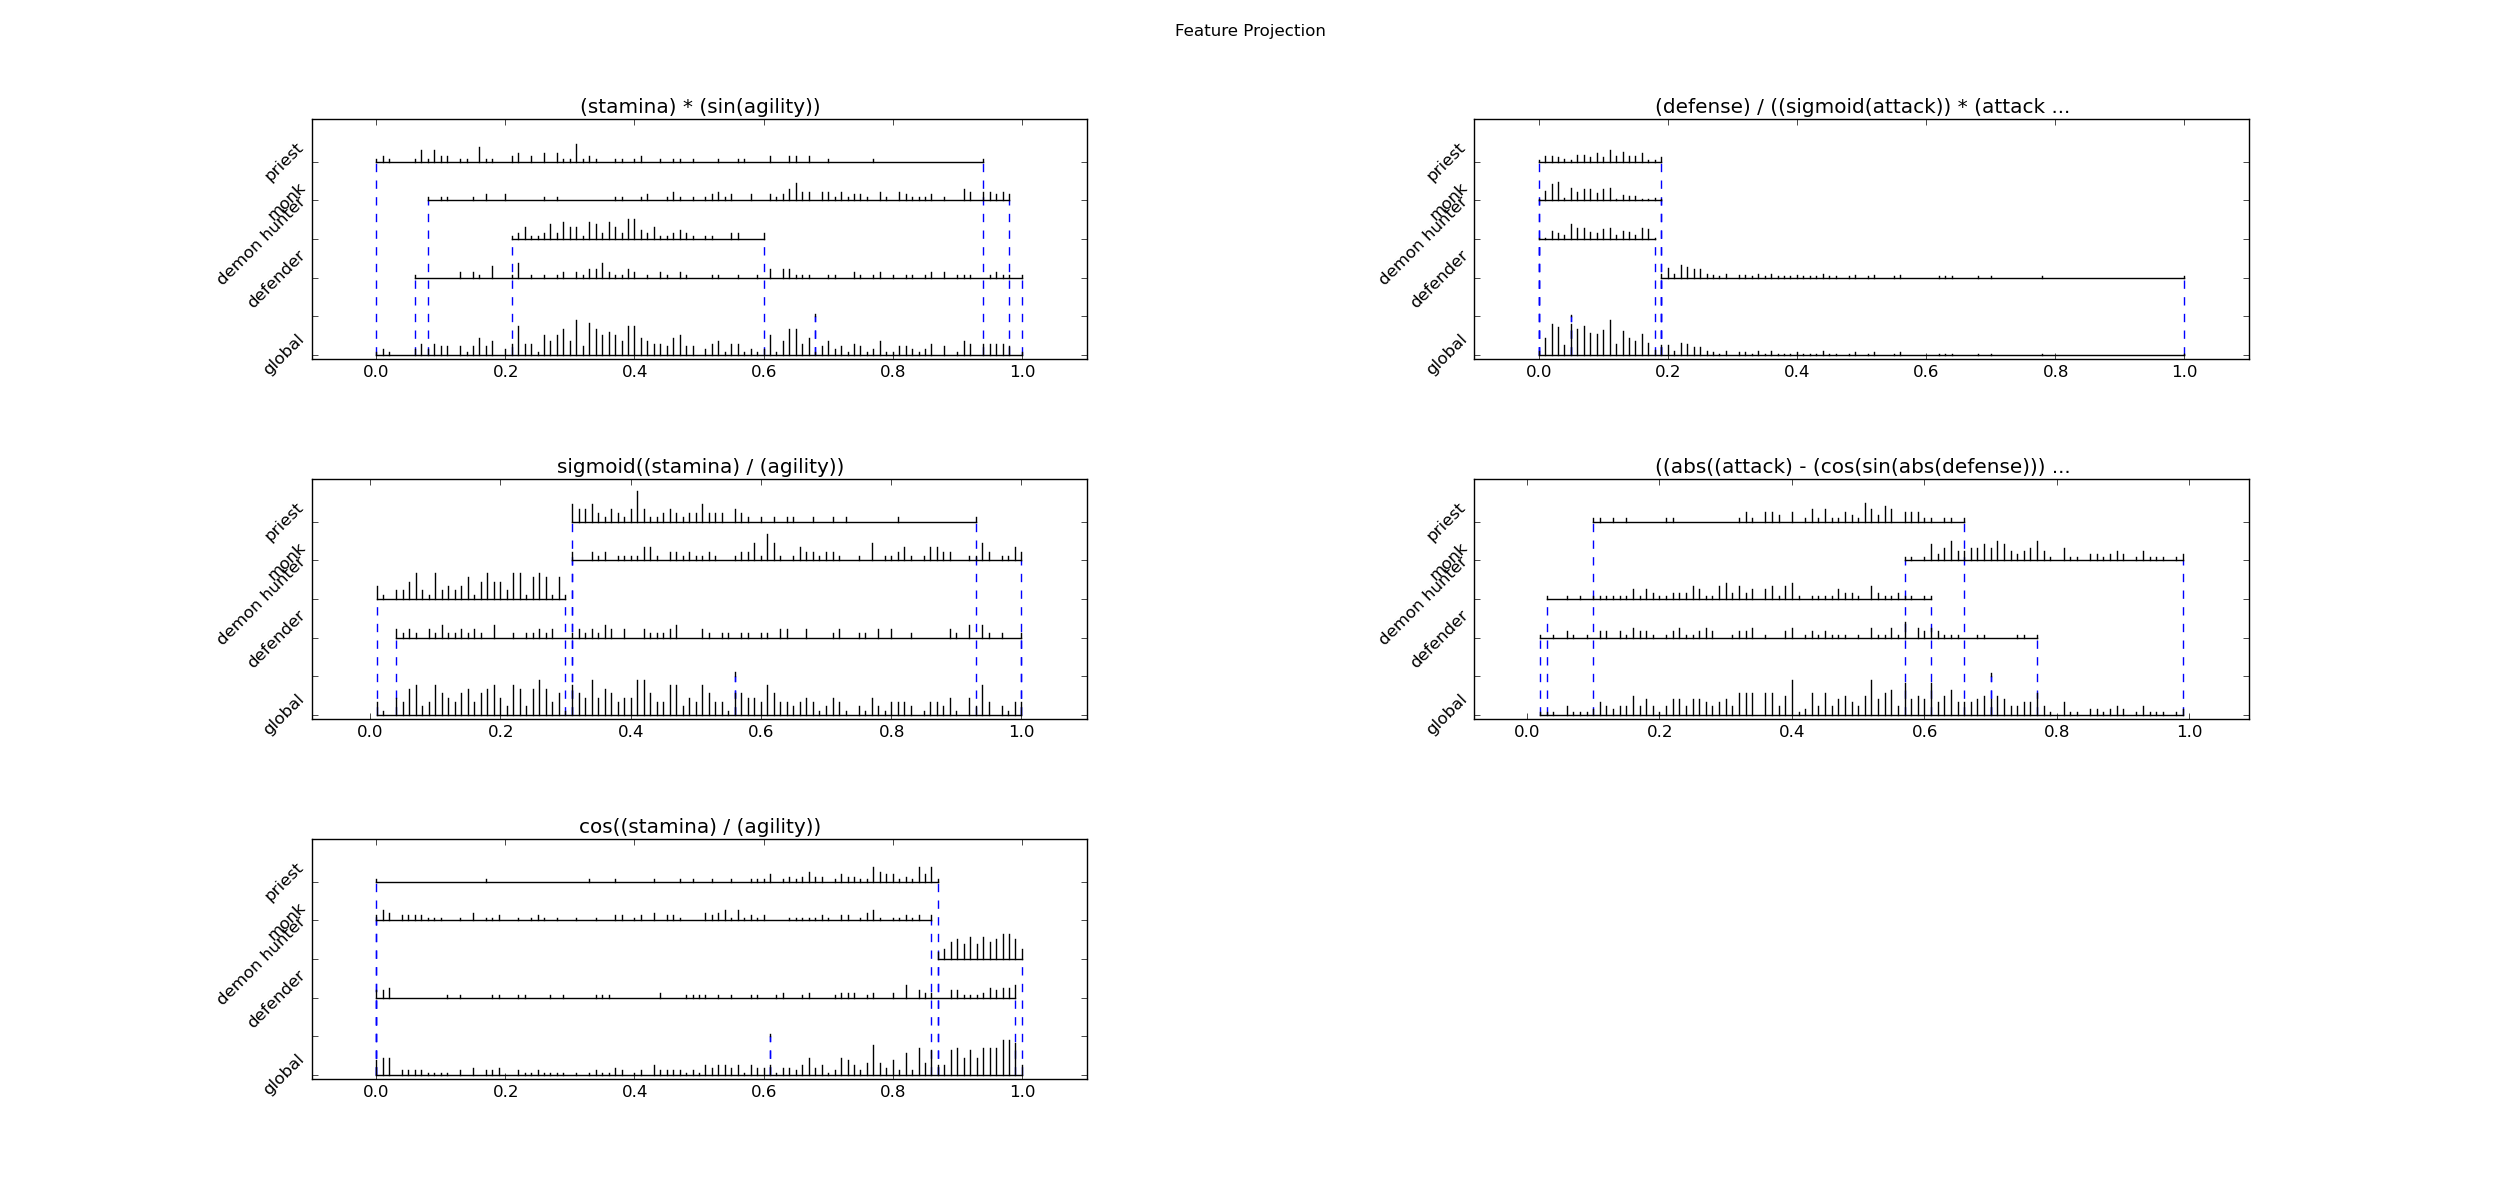 Feature Projection
(stamina) * (sin(agility))
priest
monk
demon hunter
defender
global
0.0 0.2 0.4 0.6 0.8 1.0
(defense) / ((sigmoid(attack)) * (attack ...
priest
monk
demon hunter
defender
global
0.0 0.2 0.4 0.6 0.8 1.0
sigmoid((stamina) / (agility))
priest
monk
demon hunter
defender
global
0.0 0.2 0.4 0.6 0.8 1.0
((abs((attack) - (cos(sin(abs(defense))) ...
priest
monk
demon hunter
defender
global
0.0 0.2 0.4 0.6 0.8 1.0
cos((stamina) / (agility))
priest
monk
demon hunter
defender
global
0.0 0.2 0.4 0.6 0.8 1.0